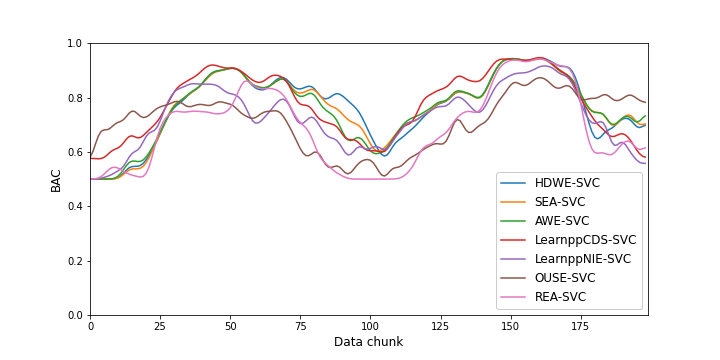 1.0
0.8
0.6
0.4
0.2
0.0
BAC
0 25 50 75 100 125 150 175
Data chunk
HDWE-SVC
SEA-SVC
AWE-SVC
LearnppCDS-SVC
LearnppNIE-SVC
OUSE-SVC
REA-SVC